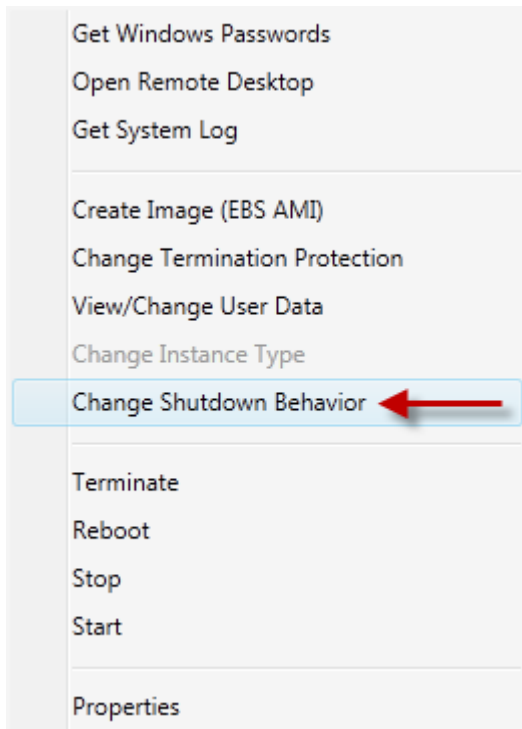 Get Windows Passwords
Open Remote Desktop
Get System Log
Create Image (EBS AMI)
Change Termination Protection
View/Change User Data
Change Instance Type
Change Shutdown Behavior
Terminate
Reboot
Stop
Start
Properties